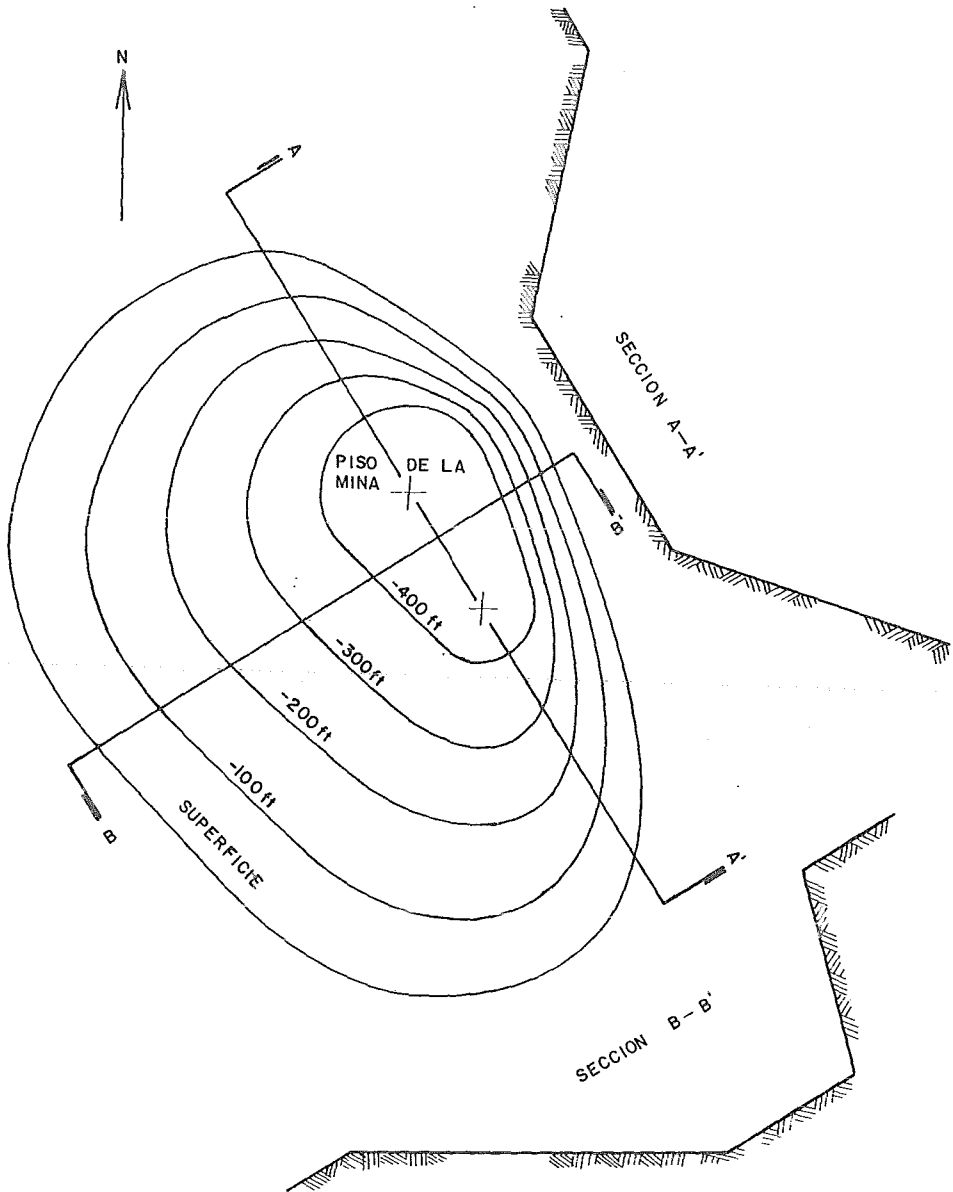 N
A
SECCION A-A'
PISO DE LA
MINA
B'
-400 ft
-300 ft
-200 ft
-100 ft
SUPERFICIE
B
A'
SECCION B-B'